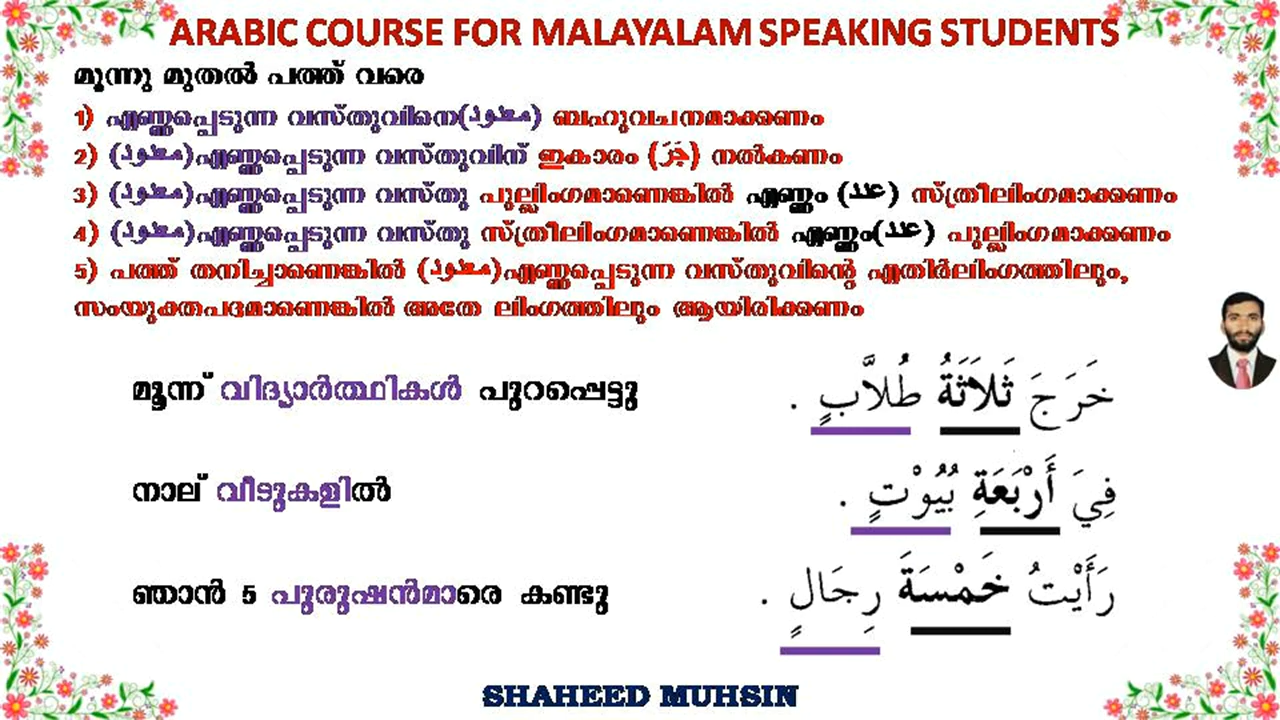 ARABIC COURSE FOR MALAYALAM SPEAKING STUDENTS
മൂന്നു മുതൽ പത്ത് വരെ
1) എണ്ണപ്പെടുന്ന വസ്തുവിനെ(معدود) ബഹുവചനമാക്കണം
2) (معدود)എണ്ണപ്പെടുന്ന വസ്തുവിന് ഇകാരം (جَرّ) നൽകണം
3) (معدود)എണ്ണപ്പെടുന്ന വസ്തു പുല്ലിംഗമാണെങ്കിൽ എണ്ണം (عدد) സ്ത്രീലിംഗമാക്കണം
4) (معدود)എണ്ണപ്പെടുന്ന വസ്തു സ്ത്രീലിംഗമാണെങ്കിൽ എണ്ണം(عدد) പുല്ലിംഗമാക്കണം
5) പത്ത് തനിച്ചാണെങ്കിൽ (معدود)എണ്ണപ്പെടുന്ന വസ്തുവിന്റെ എതിർലിംഗത്തിലും,
സംയുക്തപദമാണെങ്കിൽ അതേ ലിംഗത്തിലും ആയിരിക്കണം
മൂന്ന് വിദ്യാർത്ഥികൾ പുറപ്പെട്ടു
خَرَجَ ثَلاَثَةُ طُلاَّبٍ .
നാല് വീടുകളിൽ
فِيَ أَرْبَعَةِ بُيُوْتٍ .
ഞാൻ 5 പുരുഷൻമാരെ കണ്ടു
رَأَيْتُ خَمْسَةَ رِجَالٍ .
SHAHEED MUHSIN